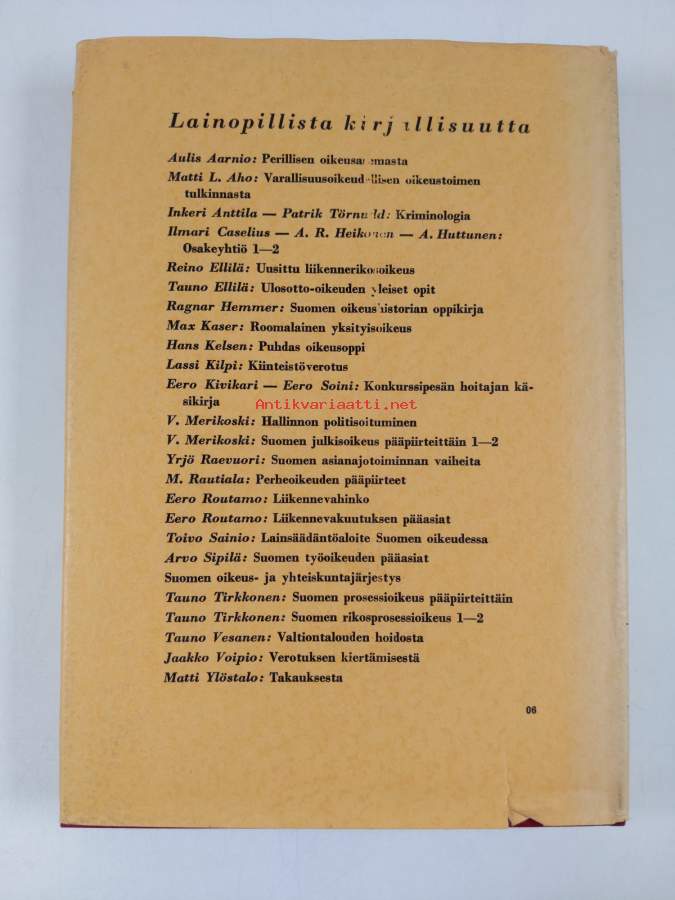 Lainopillista kirjallisuutta
Aulis Aarnio: Perillisen oikeusasemasta
Matti L. Aho: Varallisuusoikeudellisen oikeustoimen
tulkinnasta
Inkeri Anttila — Patrik Törnudd: Kriminologia
Ilmari Caselius — A. R. Heikonen — A. Huttunen:
Osakeyhtiö 1—2
Reino Ellilä: Uusittu liikennerikosoikeus
Tauno Ellilä: Ulosotto-oikeuden yleiset opit
Ragnar Hemmer: Suomen oikeushistorian oppikirja
Max Kaser: Roomalainen yksityisoikeus
Hans Kelsen: Puhdas oikeusoppi
Lassi Kilpi: Kiinteistöverotus
Eero Kivikari — Eero Soini: Konkurssipesän hoitajan kä-
sikirja
Antikvariaatti.net
V. Merikoski: Hallinnon politisoituminen
V. Merikoski: Suomen julkisoikeus pääpiirteittäin 1—2
Yrjö Raevuori: Suomen asianajotoiminnan vaiheita
M. Rautiala: Perheoikeuden pääpiirteet
Eero Routamo: Liikennevahinko
Eero Routamo: Liikennevakuutuksen pääasiat
Toivo Sainio: Lainsäädäntöaloite Suomen oikeudessa
Arvo Sipilä: Suomen työoikeuden pääasiat
Suomen oikeus- ja yhteiskuntajärjestys
Tauno Tirkkonen: Suomen prosessioikeus pääpiirteittäin
Tauno Tirkkonen: Suomen rikosprosessioikeus 1—2
Tauno Vesanen: Valtiontalouden hoidosta
Jaakko Voipio: Verotuksen kiertämisestä
Matti Ylöstalo: Takauksesta
06